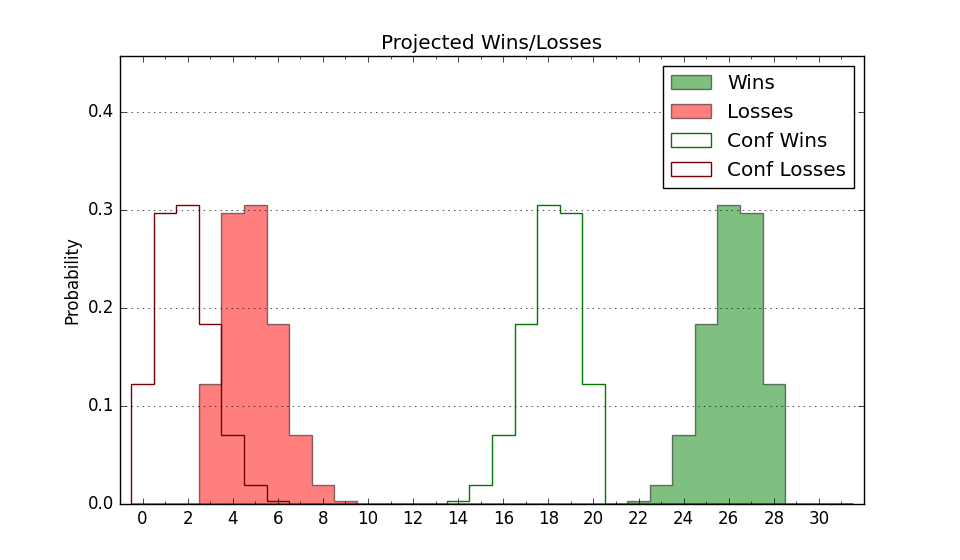 Projected Wins/Losses
Wins
Losses
Conf Wins
Conf Losses
Probability
0.4
0.3
0.2
0.1
0.0
0 2 4 6 8 10 12 14 16 18 20 22 24 26 28 30